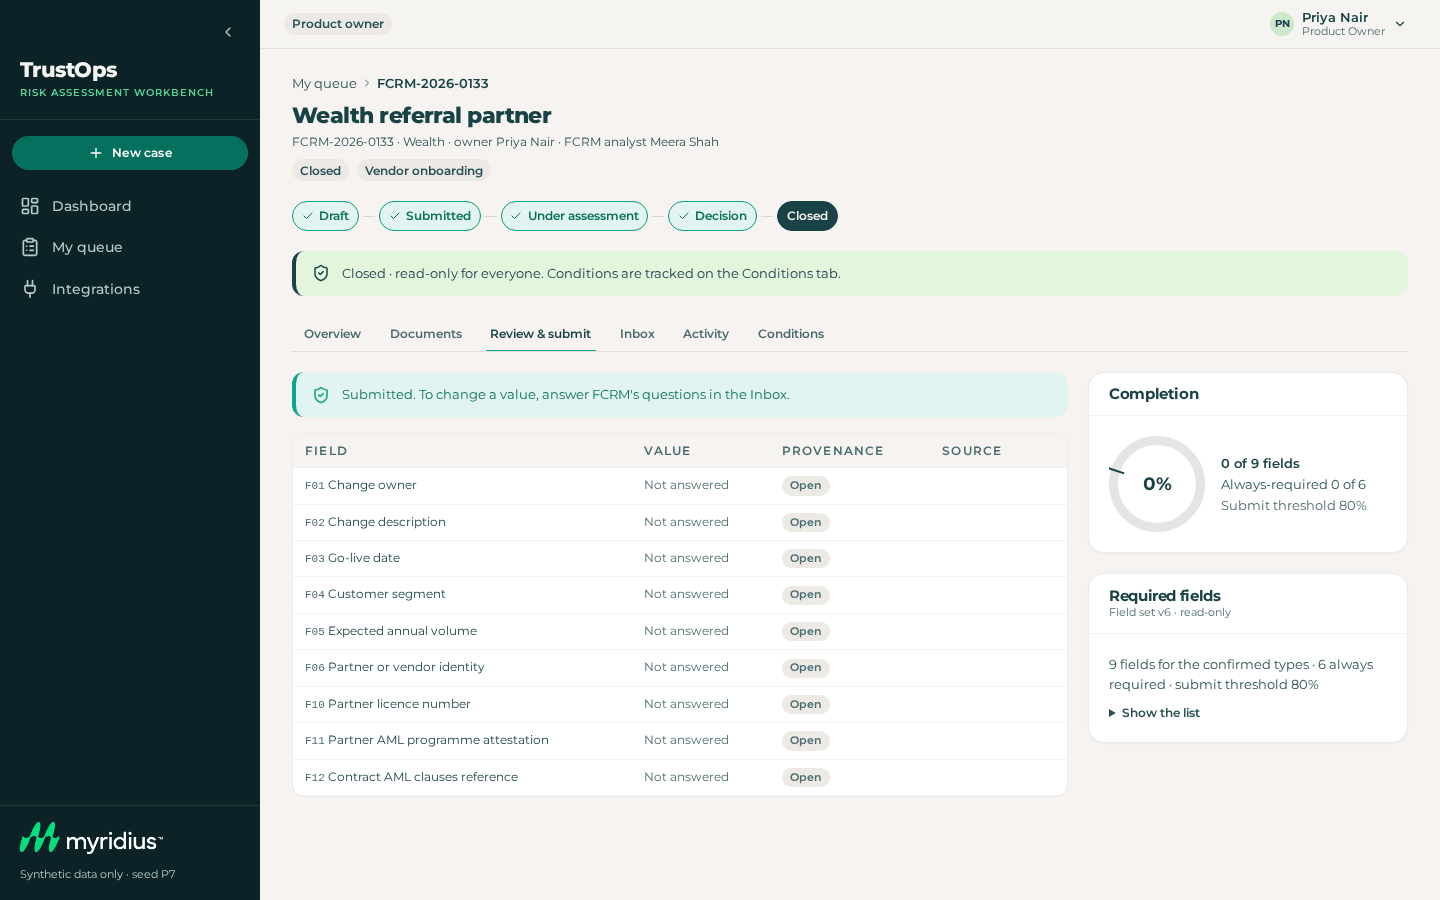 TrustOps
RISK ASSESSMENT WORKBENCH
New case
Dashboard
My queue
Integrations
myridius™
Synthetic data only · seed P7
Product owner
PN
Priya Nair
Product Owner
My queue › FCRM-2026-0133
Wealth referral partner
FCRM-2026-0133 · Wealth · owner Priya Nair · FCRM analyst Meera Shah
Closed Vendor onboarding
Draft Submitted Under assessment Decision Closed
Closed · read-only for everyone. Conditions are tracked on the Conditions tab.
Overview Documents Review & submit Inbox Activity Conditions
Submitted. To change a value, answer FCRM's questions in the Inbox.
FIELD VALUE PROVENANCE SOURCE
F01 Change owner Not answered Open
F02 Change description Not answered Open
F03 Go-live date Not answered Open
F04 Customer segment Not answered Open
F05 Expected annual volume Not answered Open
F06 Partner or vendor identity Not answered Open
F10 Partner licence number Not answered Open
F11 Partner AML programme attestation Not answered Open
F12 Contract AML clauses reference Not answered Open
Completion
0%
0 of 9 fields
Always-required 0 of 6
Submit threshold 80%
Required fields
Field set v6 · read-only
9 fields for the confirmed types · 6 always
required · submit threshold 80%
Show the list